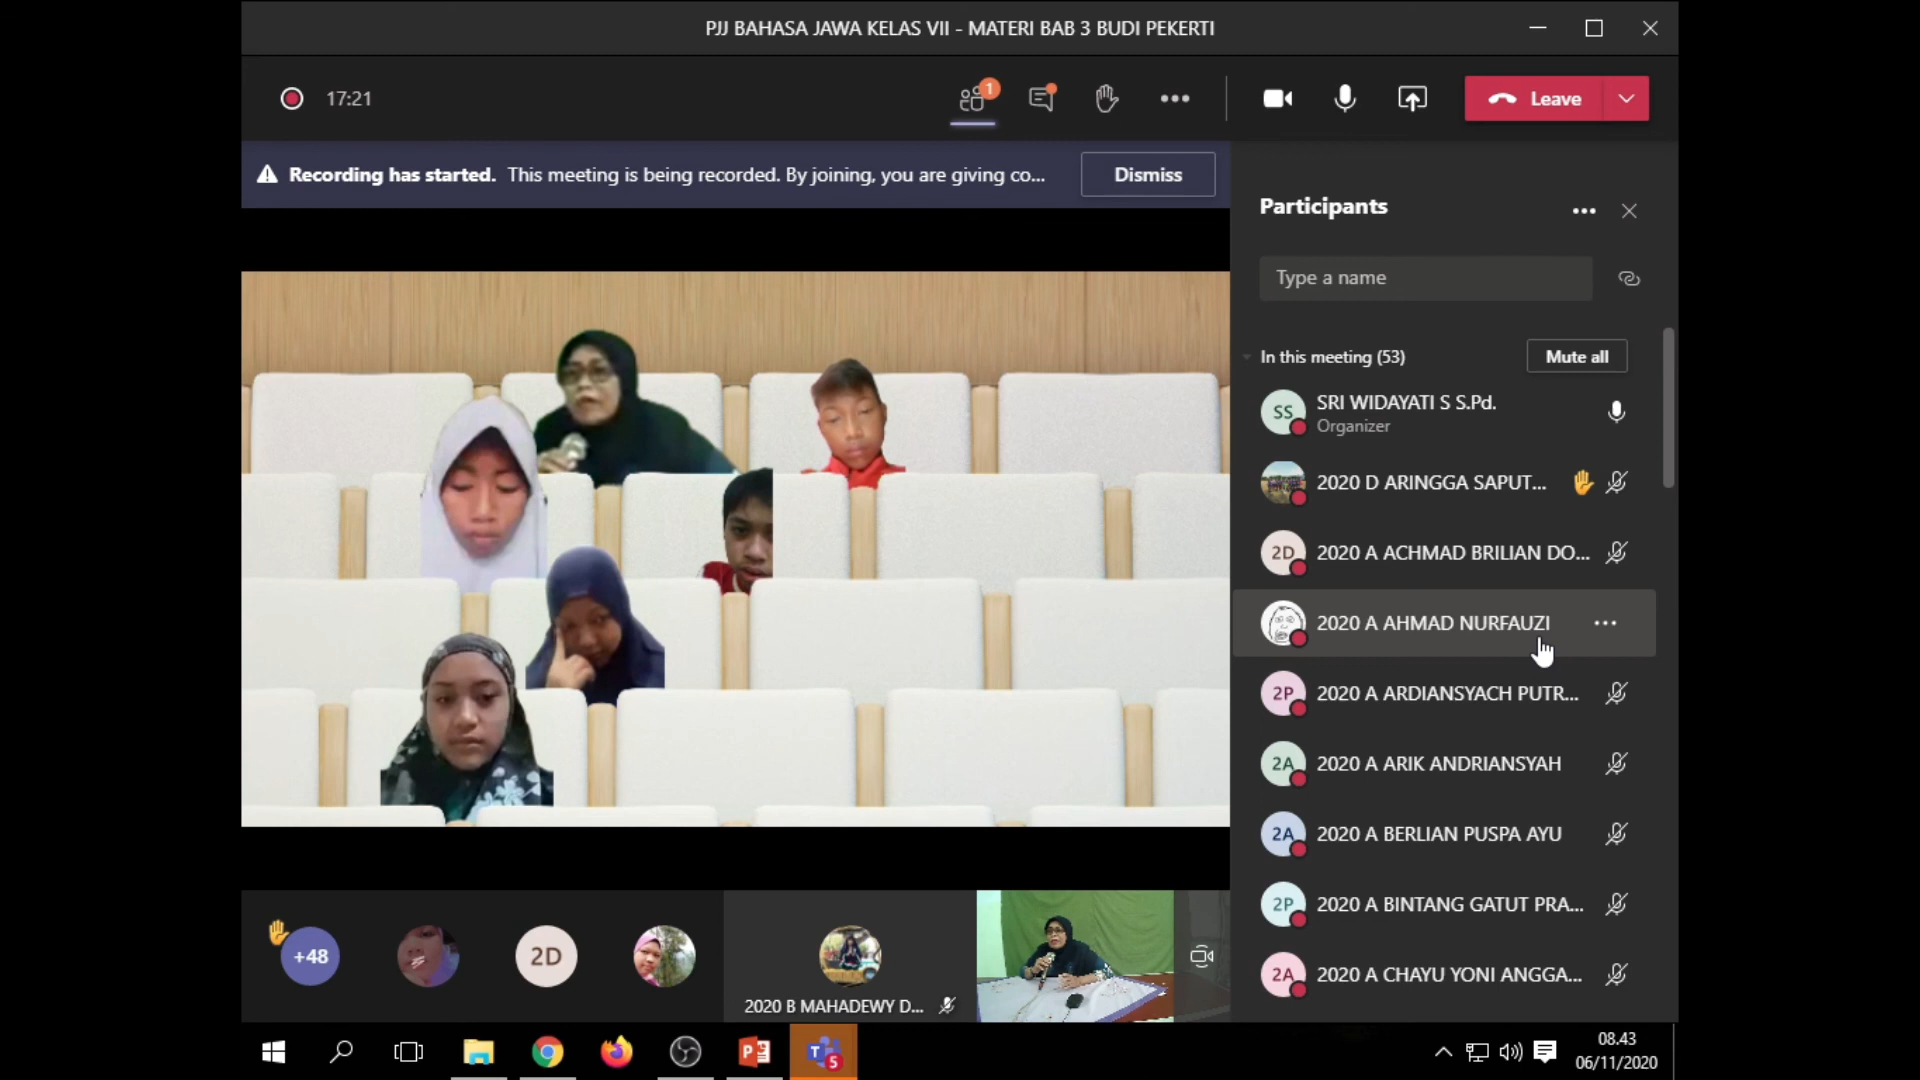 PJJ BAHASA JAWA KELAS VII - MATERI BAB 3 BUDI PEKERTI
17:21
1
Leave
Recording has started. This meeting is being recorded. By joining, you are giving co...
Dismiss
Participants
Type a name
In this meeting (53)
Mute all
SS
SRI WIDAYATI S S.Pd.
Organizer
2020 D ARINGGA SAPUT...
2D
2020 A ACHMAD BRILIAN DO...
2020 A AHMAD NURFAUZI
2P
2020 A ARDIANSYACH PUTR...
2A
2020 A ARIK ANDRIANSYAH
2A
2020 A BERLIAN PUSPA AYU
2P
2020 A BINTANG GATUT PRA...
2A
2020 A CHAYU YONI ANGGA...
+48
2D
2020 B MAHADEWY D...
5
08.43
06/11/2020